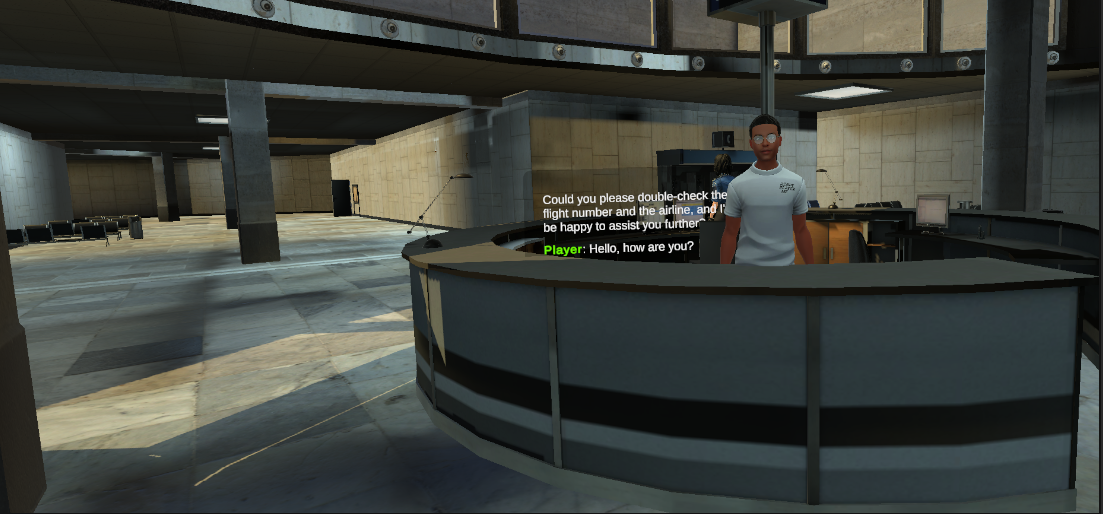 Could you please double-check the
flight number and the airline, and I'
be happy to assist you further
Player: Hello, how are you?